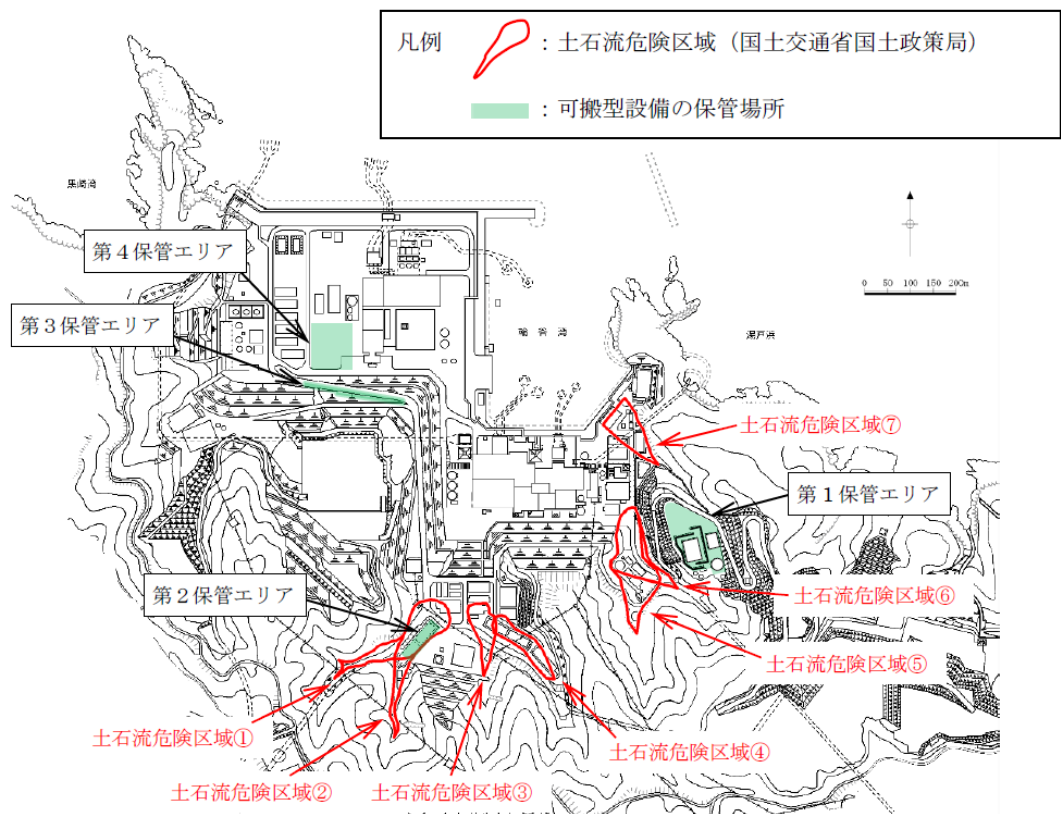 凡例
：土石流危険区域（国土交通省国土政策局）
：可搬型設備の保管場所
黒崎湾
第４保管エリア
第３保管エリア
0 50 100 150 200m
土石流危険区域⑦
第１保管エリア
第２保管エリア
土石流危険区域⑥
土石流危険区域⑤
土石流危険区域①
土石流危険区域④
土石流危険区域②
土石流危険区域③